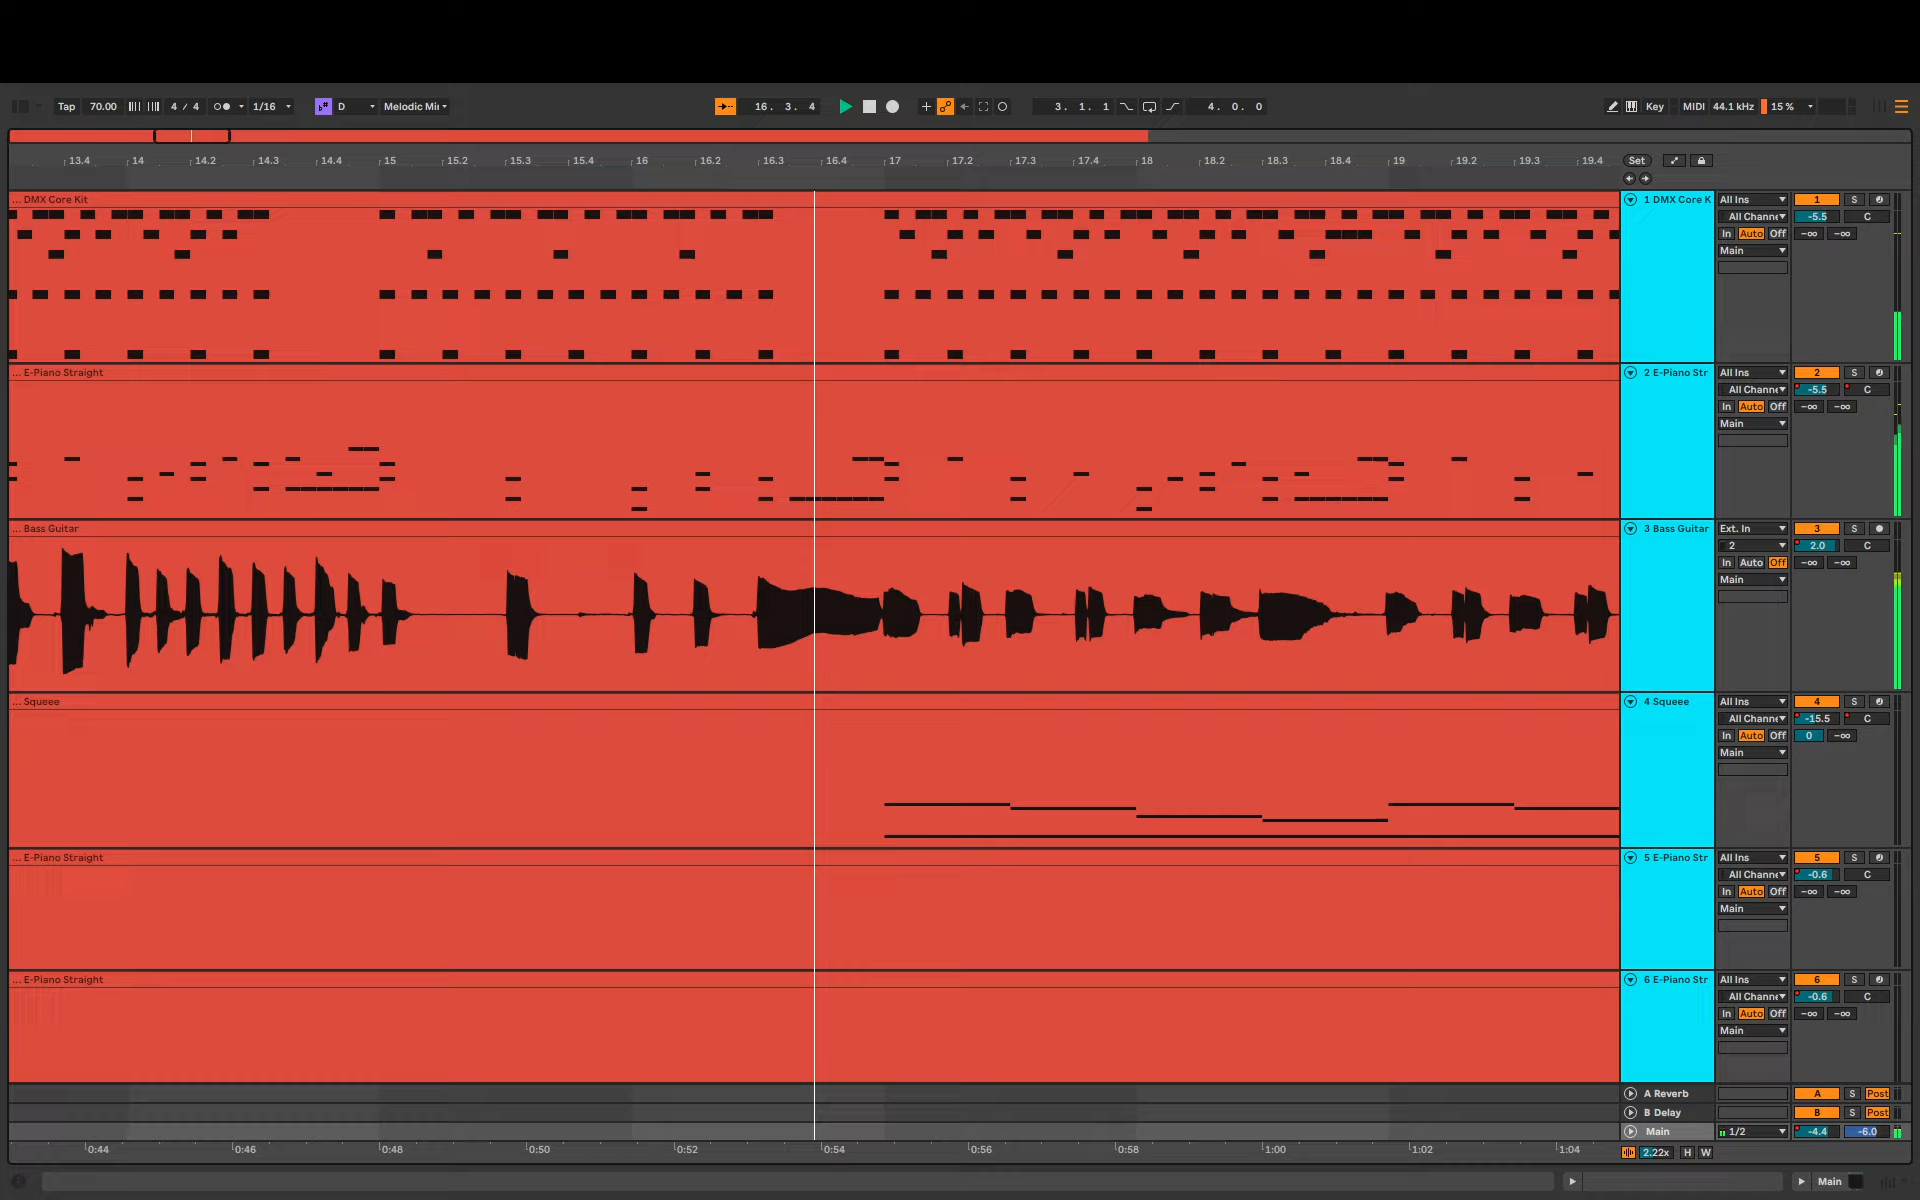 Tap 70.00 4 / 4 1/16 D Melodic Mi 16. 3. 4 3. 1. 1 4. 0. 0 Key MIDI 44.1 kHz 15 %
13.4 14 14.2 14.3 14.4 15 15.2 15.3 15.4 16 16.2 16.3 16.4 17 17.2 17.3 17.4 18 18.2 18.3 18.4 19 19.2 19.3 19.4 Set
... DMX Core Kit 1 DMX Core K All Ins 1 S
All Channe -5.5 C
In Auto Off -∞ -∞
Main
... E-Piano Straight 2 E-Piano Str All Ins 2 S
All Channe -5.5 C
In Auto Off -∞ -∞
Main
... Bass Guitar 3 Bass Guitar Ext. In 3 S
2 2.0 C
In Auto Off -∞ -∞
Main
... Squeee 4 Squeee All Ins 4 S
All Channe -15.5 C
In Auto Off 0 -∞
Main
... E-Piano Straight 5 E-Piano Str All Ins 5 S
All Channe -0.6 C
In Auto Off -∞ -∞
Main
... E-Piano Straight 6 E-Piano Str All Ins 6 S
All Channe -0.6 C
In Auto Off -∞ -∞
Main
A Reverb A S Post
B Delay B S Post
Main 1/2 -4.4 -6.0
0:44 0:46 0:48 0:50 0:52 0:54 0:56 0:58 1:00 1:02 1:04 2.22x H W
Main